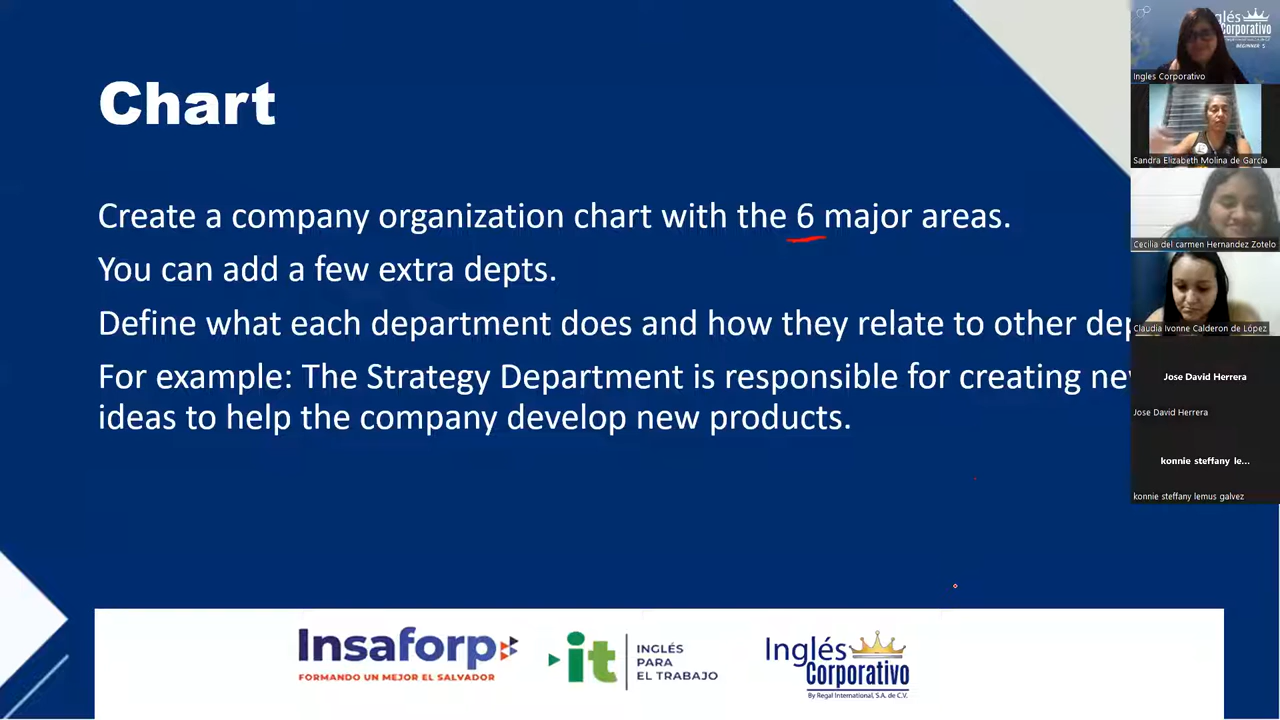 Chart
Create a company organization chart with the 6 major areas.
You can add a few extra depts.
Define what each department does and how they relate to other dep
For example: The Strategy Department is responsible for creating ne
ideas to help the company develop new products.
Insaforp
FORMANDO UN MEJOR EL SALVADOR
it
INGLÉS
PARA
EL TRABAJO
Inglés
Corporativo
By Regal International, S.A. de C.V.
glés
Corporativo
BEGINNER 5
Ingles Corporativo
Sandra Elizabeth Molina de García
Cecilia del carmen Hernandez Zotelo
Claudia Ivonne Calderon de López
Jose David Herrera
Jose David Herrera
konnie steffany le...
konnie steffany lemus galvez